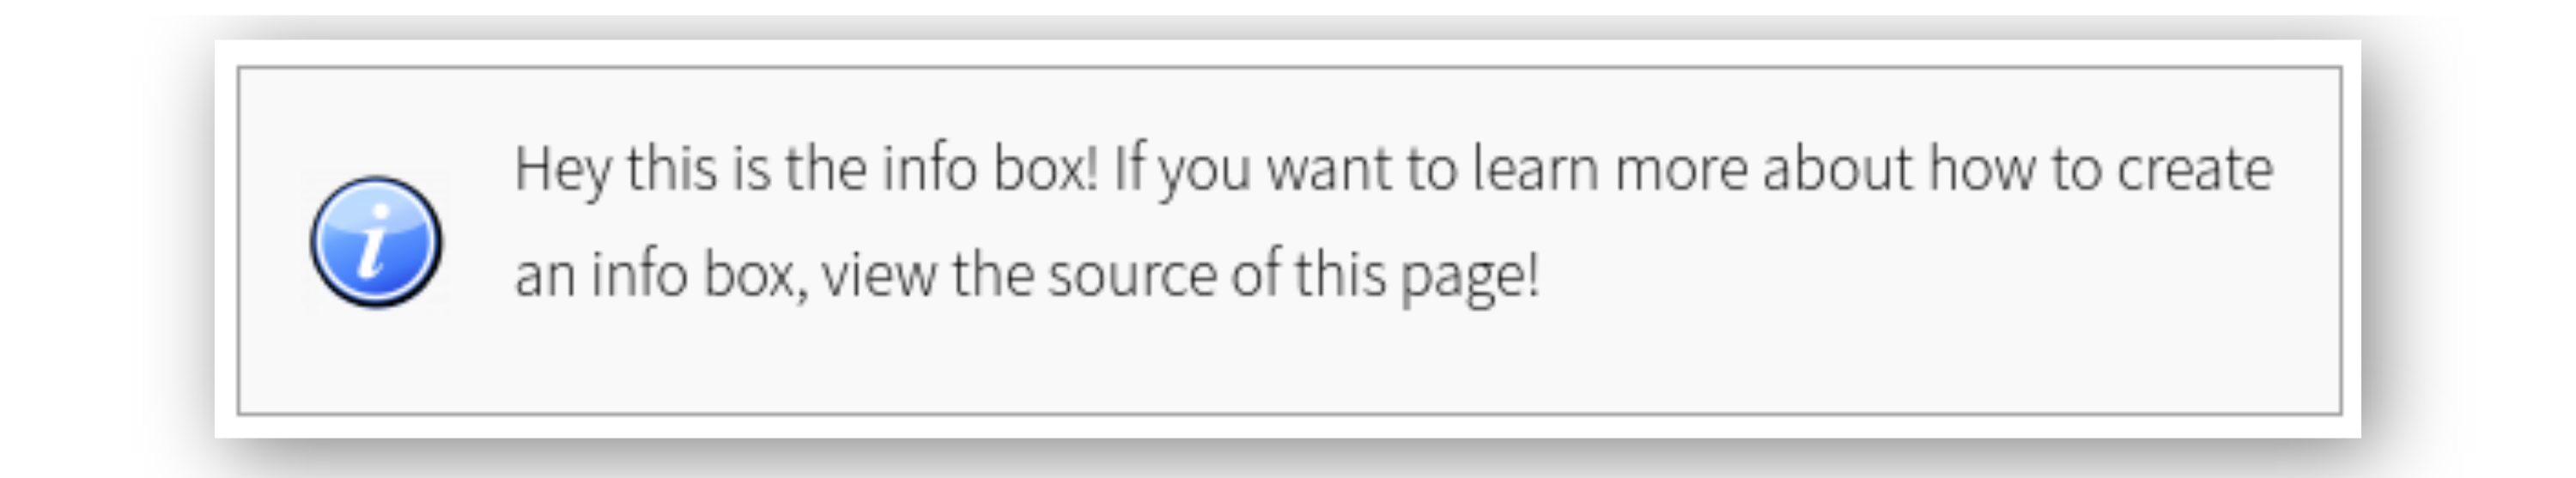 Hey this is the info box! If you want to learn more about how to create
an info box, view the source of this page!